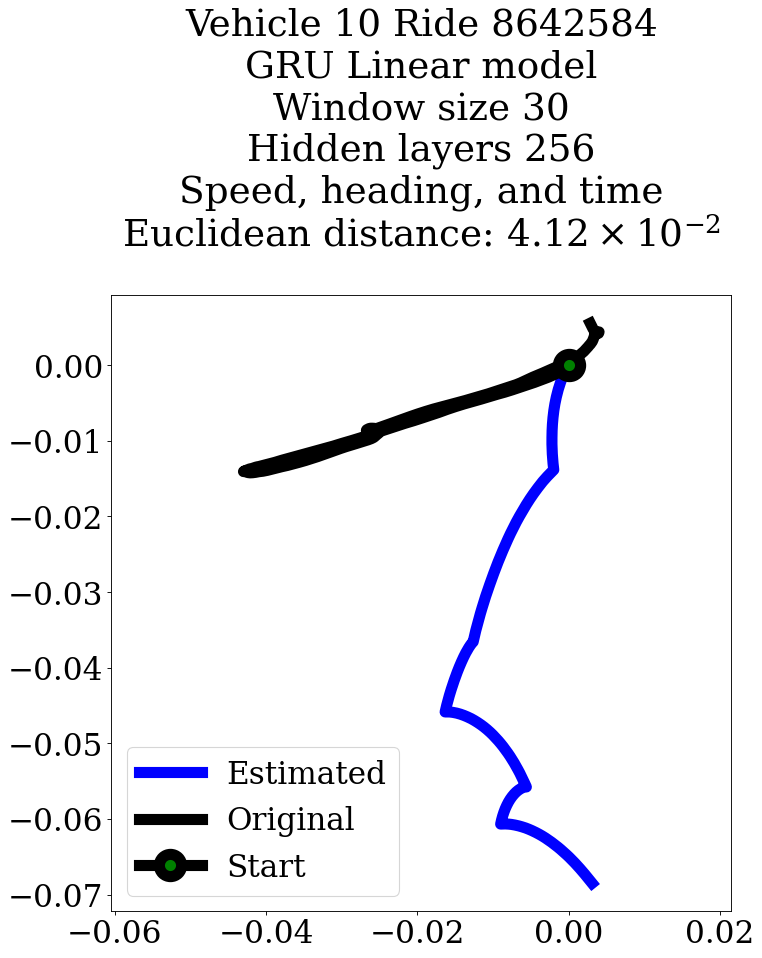 Vehicle 10 Ride 8642584
GRU Linear model
Window size 30
Hidden layers 256
Speed, heading, and time
Euclidean distance: 4.12 × 10⁻²
0.00
−0.01
−0.02
−0.03
−0.04
−0.05
−0.06
−0.07
Estimated
Original
Start
−0.06
−0.04
−0.02
0.00
0.02